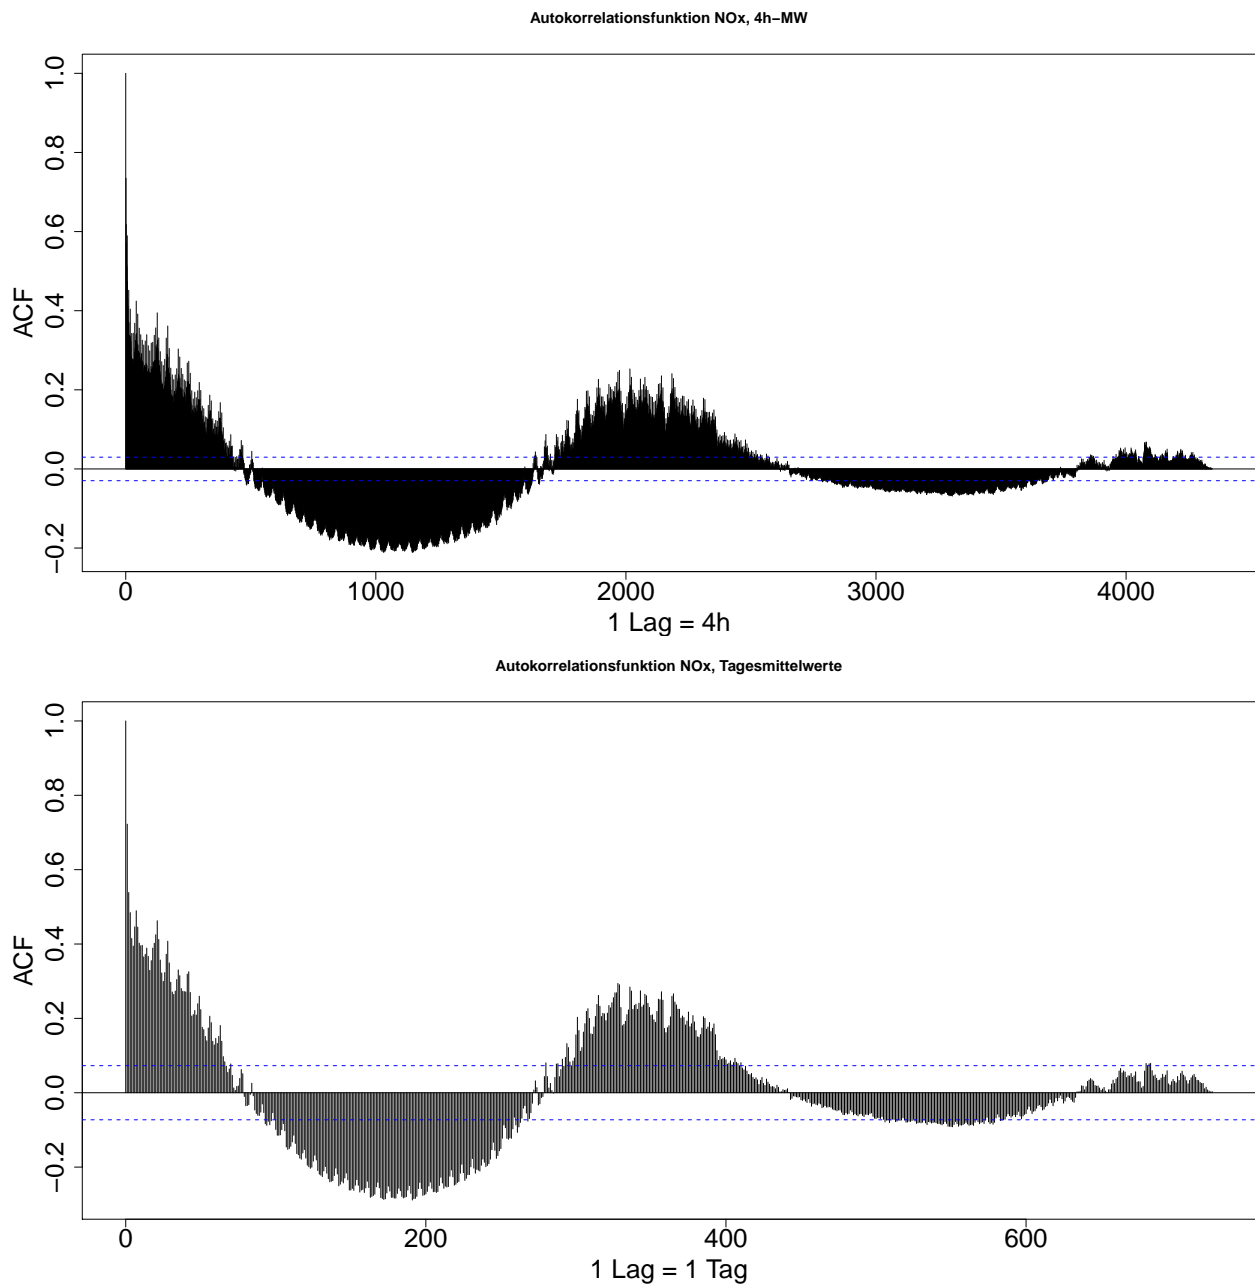 Autokorrelationsfunktion NOx, 4h−MW
1.0
0.8
0.6
0.4
0.2
0.0
−0.2
ACF
0 1000 2000 3000 4000
1 Lag = 4h
Autokorrelationsfunktion NOx, Tagesmittelwerte
1.0
0.8
0.6
0.4
0.2
0.0
−0.2
ACF
0 200 400 600
1 Lag = 1 Tag